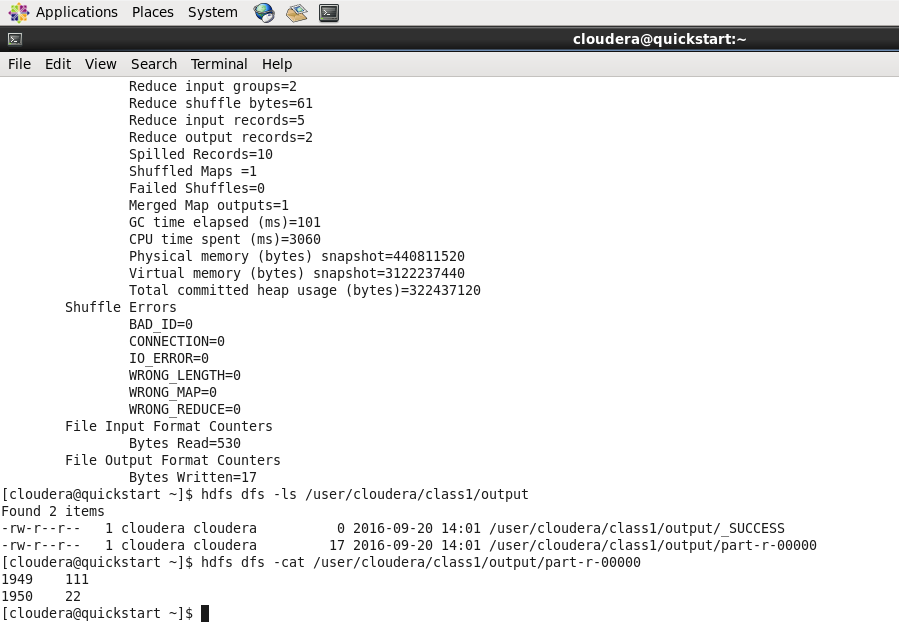 Applications Places System
cloudera@quickstart:~
File Edit View Search Terminal Help
Reduce input groups=2
Reduce shuffle bytes=61
Reduce input records=5
Reduce output records=2
Spilled Records=10
Shuffled Maps =1
Failed Shuffles=0
Merged Map outputs=1
GC time elapsed (ms)=101
CPU time spent (ms)=3060
Physical memory (bytes) snapshot=440811520
Virtual memory (bytes) snapshot=3122237440
Total committed heap usage (bytes)=322437120
Shuffle Errors
BAD_ID=0
CONNECTION=0
IO_ERROR=0
WRONG_LENGTH=0
WRONG_MAP=0
WRONG_REDUCE=0
File Input Format Counters
Bytes Read=530
File Output Format Counters
Bytes Written=17
[cloudera@quickstart ~]$ hdfs dfs -ls /user/cloudera/class1/output
Found 2 items
-rw-r--r--   1 cloudera cloudera          0 2016-09-20 14:01 /user/cloudera/class1/output/_SUCCESS
-rw-r--r--   1 cloudera cloudera         17 2016-09-20 14:01 /user/cloudera/class1/output/part-r-00000
[cloudera@quickstart ~]$ hdfs dfs -cat /user/cloudera/class1/output/part-r-00000
1949    111
1950    22
[cloudera@quickstart ~]$